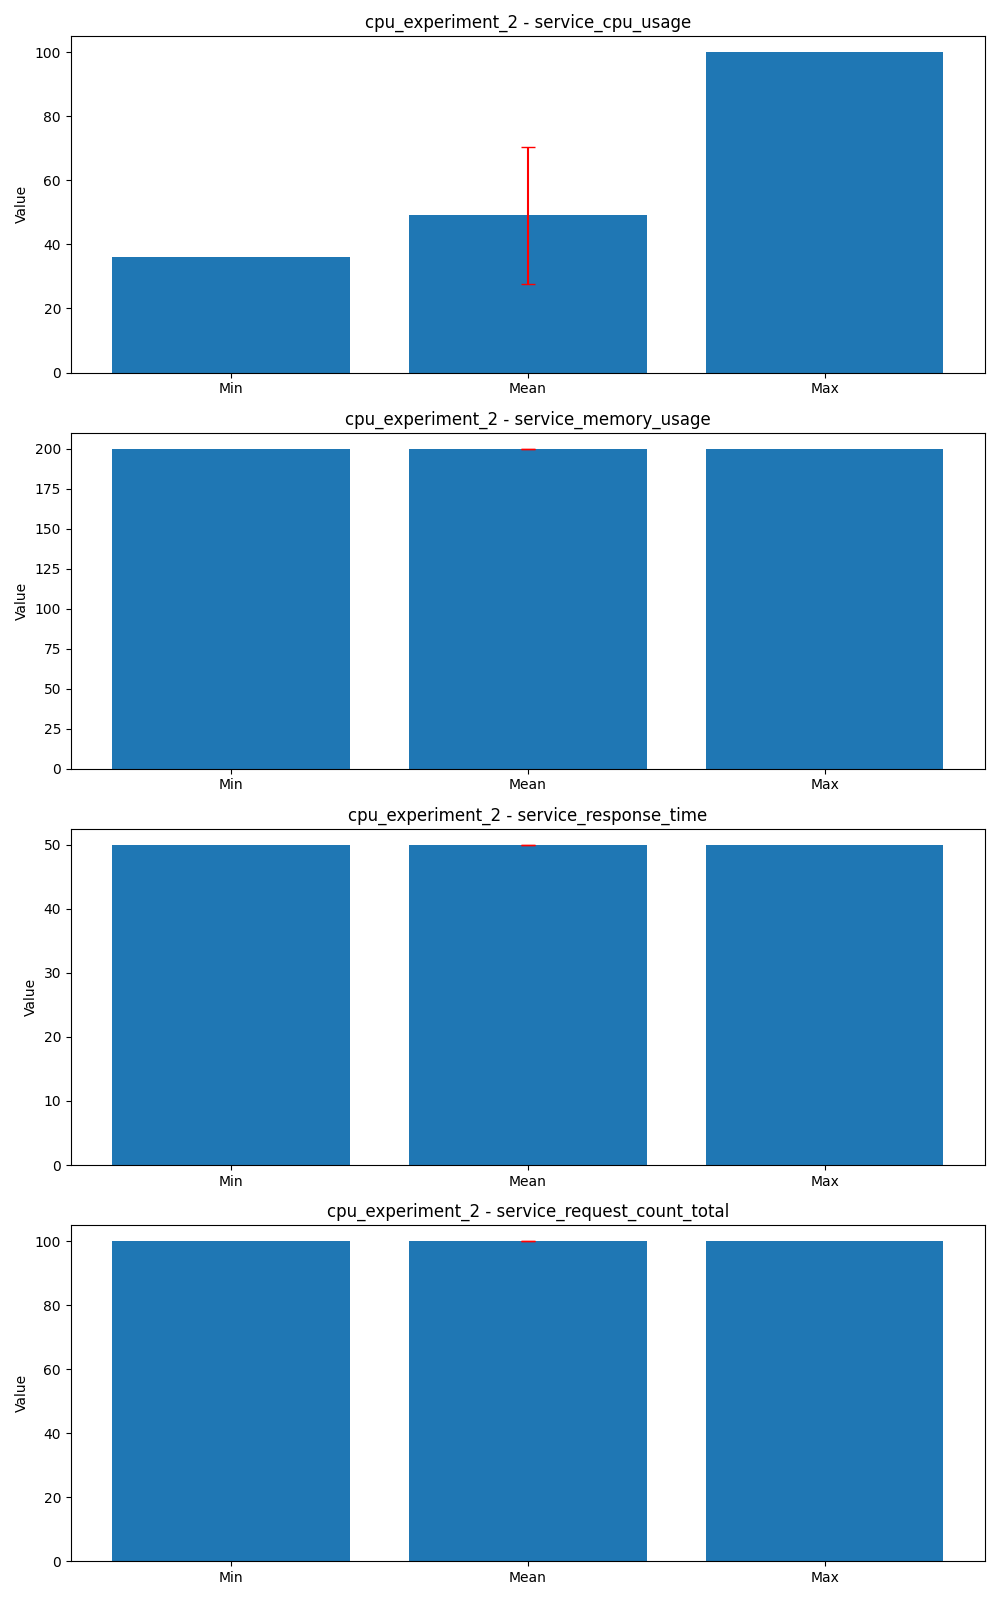 cpu_experiment_2 - service_cpu_usage
100
80
60
40
20
0
Value
Min Mean Max
cpu_experiment_2 - service_memory_usage
200
175
150
125
100
75
50
25
0
Value
Min Mean Max
cpu_experiment_2 - service_response_time
50
40
30
20
10
0
Value
Min Mean Max
cpu_experiment_2 - service_request_count_total
100
80
60
40
20
0
Value
Min Mean Max